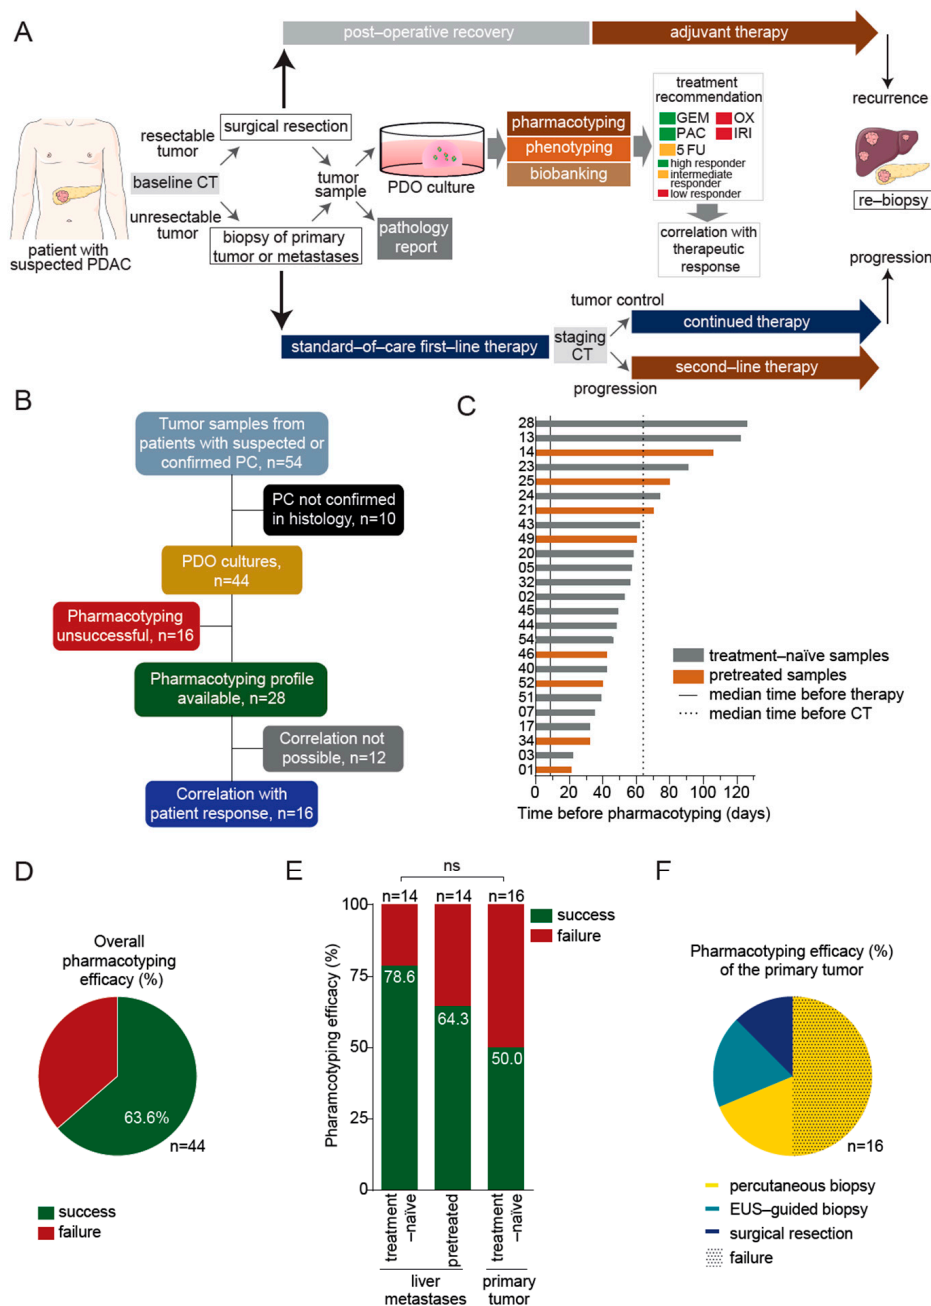 A
post–operative recovery
adjuvant therapy
resectable
tumor
surgical resection
baseline CT
unresectable
tumor
patient with
suspected PDAC
biopsy of primary
tumor or metastases
tumor
sample
PDO culture
pathology
report
pharmacotyping
phenotyping
biobanking
treatment
recommendation
GEM OX
PAC IRI
5 FU
high responder
intermediate
responder
low responder
correlation with
therapeutic
response
recurrence
re–biopsy
progression
standard–of–care first–line therapy
staging
CT
tumor control
continued therapy
second–line therapy
progression
B
Tumor samples from
patients with suspected or
confirmed PC, n=54
PC not confirmed
in histology, n=10
PDO cultures,
n=44
Pharmacotyping
unsuccessful, n=16
Pharmacotyping profile
available, n=28
Correlation not
possible, n=12
Correlation with
patient response, n=16
C
28
13
14
23
25
24
21
43
49
20
05
32
02
45
44
54
46
40
52
51
07
17
34
03
01
treatment–naïve samples
pretreated samples
median time before therapy
median time before CT
0 20 40 60 80 100 120
Time before pharmacotyping (days)
D
Overall
pharmacotyping
efficacy (%)
63.6%
n=44
success
failure
E
ns
n=14 n=14 n=16
success
failure
Pharamcotyping efficacy (%)
100
75
50
25
0
78.6
64.3
50.0
treatment
–naïve
pretreated
treatment
–naïve
liver
metastases
primary
tumor
F
Pharmacotyping efficacy (%)
of the primary tumor
n=16
percutaneous biopsy
EUS–guided biopsy
surgical resection
failure